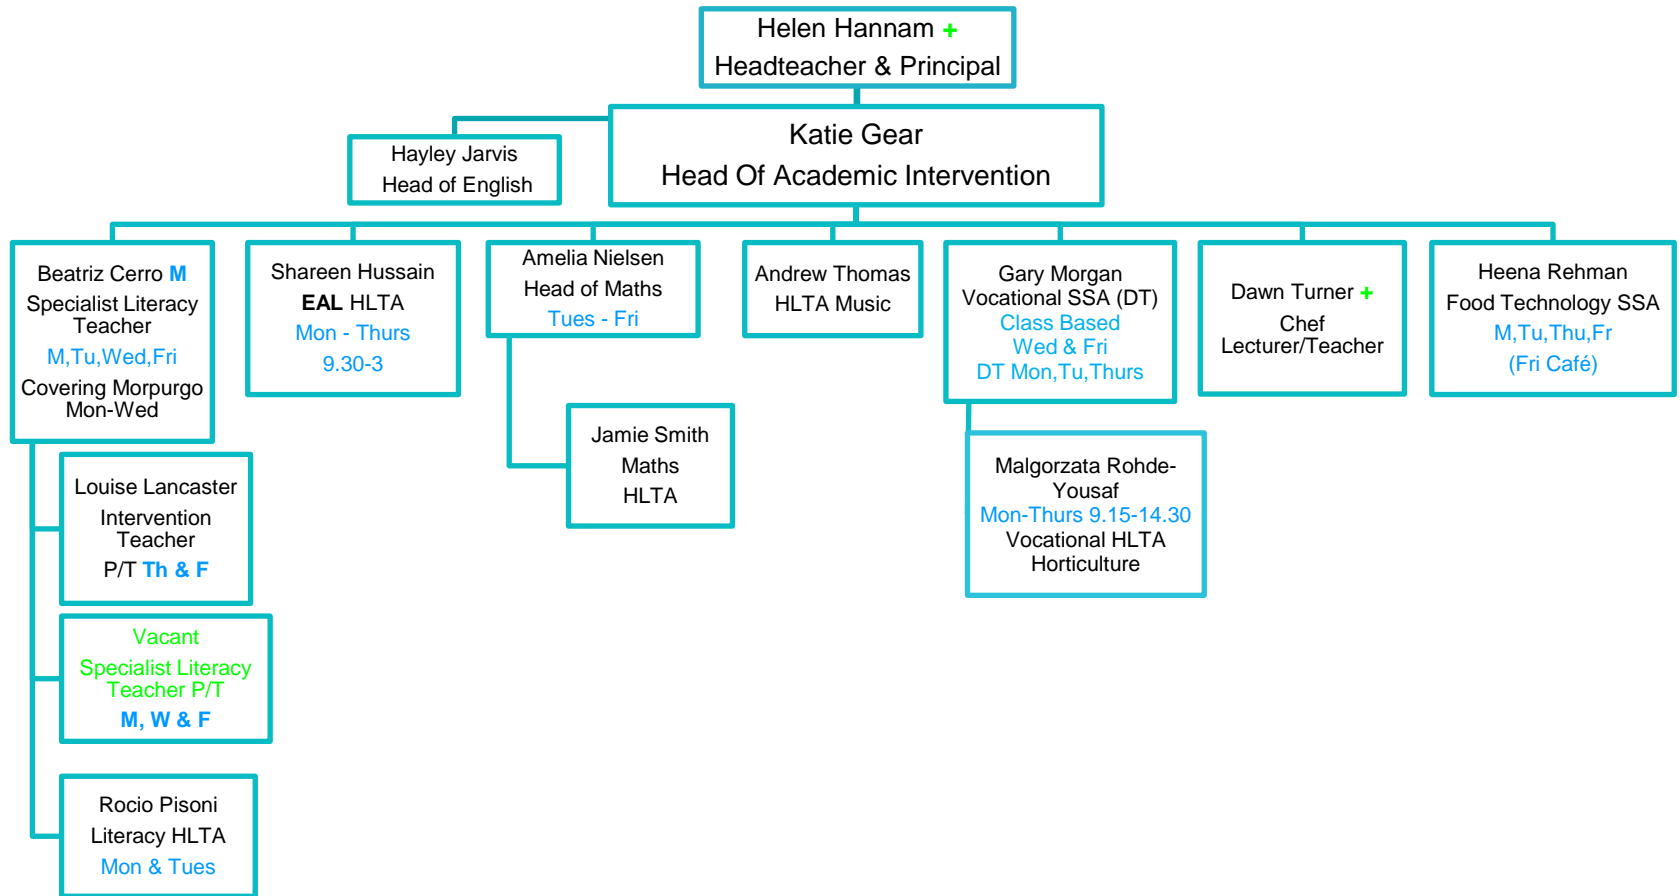 Helen Hannam +
Headteacher & Principal
Katie Gear
Head Of Academic Intervention
Hayley Jarvis
Head of English
Beatriz Cerro M
Specialist Literacy
Teacher
M,Tu,Wed,Fri
Covering Morpurgo
Mon-Wed
Shareen Hussain
EAL HLTA
Mon - Thurs
9.30-3
Amelia Nielsen
Head of Maths
Tues - Fri
Andrew Thomas
HLTA Music
Gary Morgan
Vocational SSA (DT)
Class Based
Wed & Fri
DT Mon,Tu,Thurs
Dawn Turner +
Chef
Lecturer/Teacher
Heena Rehman
Food Technology SSA
M,Tu,Thu,Fr
(Fri Café)
Louise Lancaster
Intervention
Teacher
P/T Th & F
Vacant
Specialist Literacy
Teacher P/T
M, W & F
Rocio Pisoni
Literacy HLTA
Mon & Tues
Jamie Smith
Maths
HLTA
Malgorzata Rohde-
Yousaf
Mon-Thurs 9.15-14.30
Vocational HLTA
Horticulture